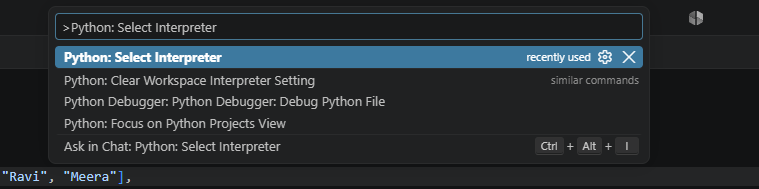 >Python: Select Interpreter
Python: Select Interpreter recently used
Python: Clear Workspace Interpreter Setting similar commands
Python Debugger: Python Debugger: Debug Python File
Python: Focus on Python Projects View
Ask in Chat: Python: Select Interpreter Ctrl + Alt + I
"Ravi", "Meera"],